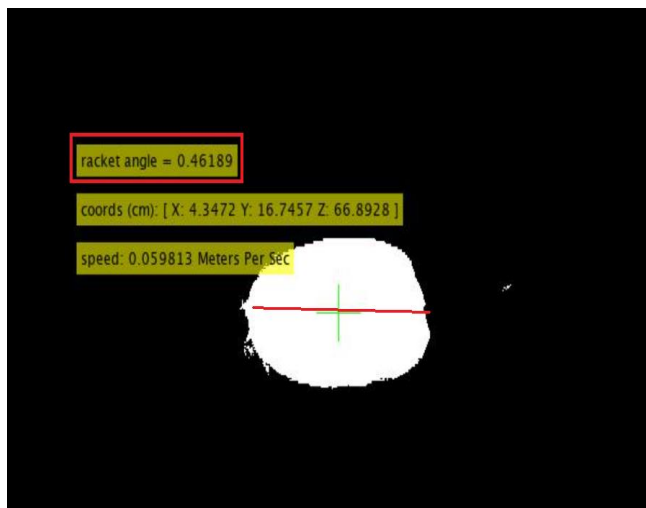 racket angle = 0.46189
coords (cm): [ X: 4.3472 Y: 16.7457 Z: 66.8928 ]
speed: 0.059813 Meters Per Sec